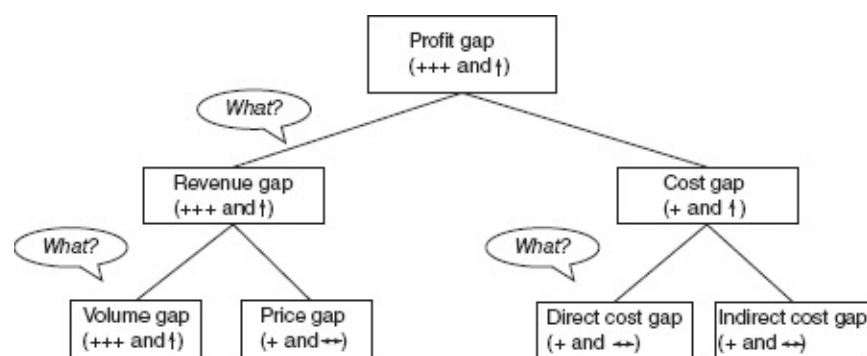 Profit gap
(+++ and ↑)
What?
Revenue gap
(+++ and ↑)
Cost gap
(+ and ↑)
What?
What?
Volume gap
(+++ and ↑)
Price gap
(+ and ↔)
Direct cost gap
(+ and ↔)
Indirect cost gap
(+ and ↔)